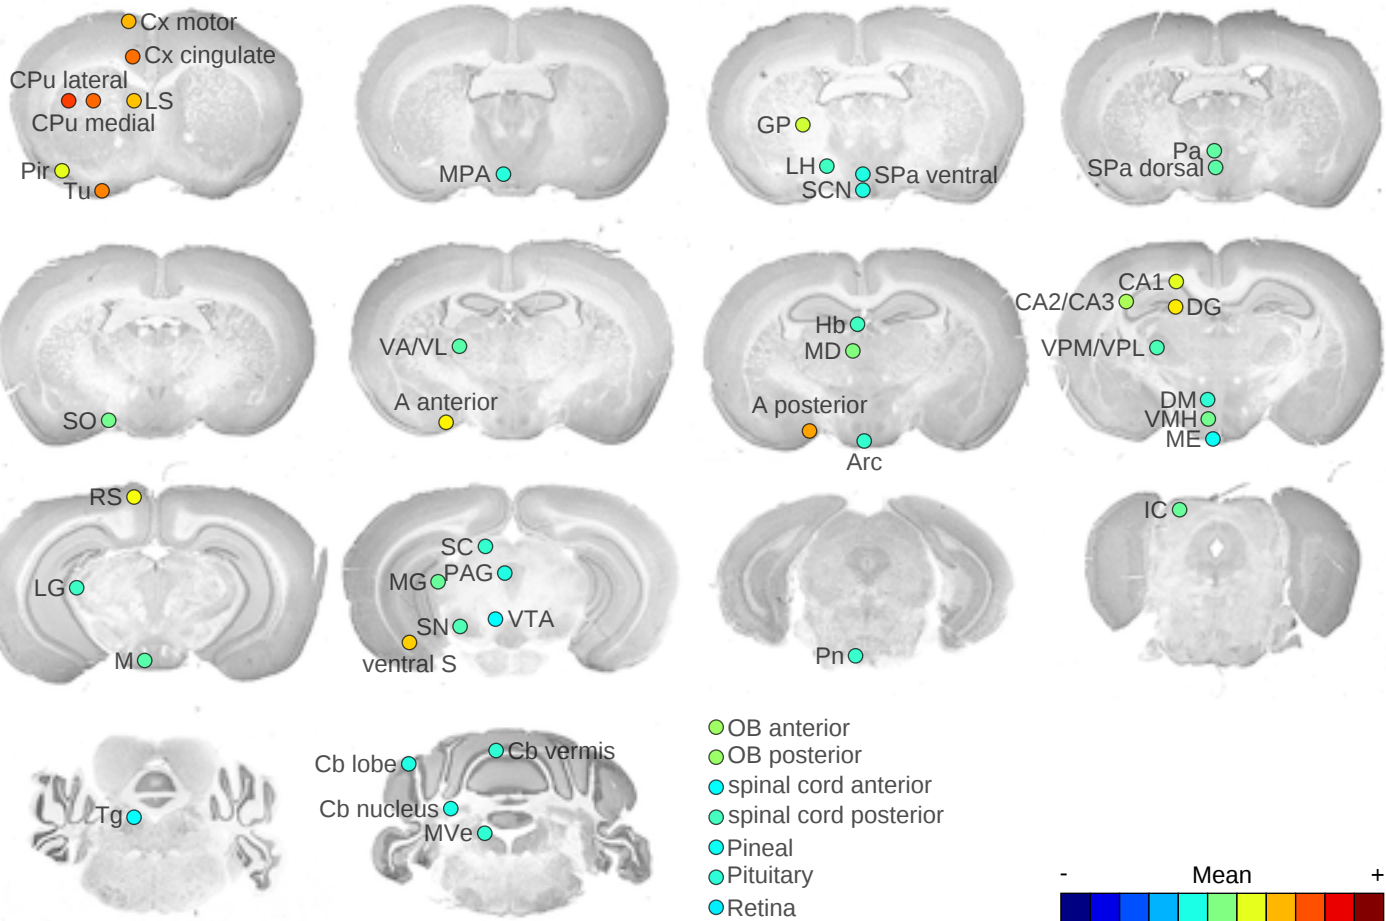 Cx motor
Cx cingulate
CPu lateral
LS
CPu medial
Pir
Tu
MPA
GP
LH
SPa ventral
SCN
Pa
SPa dorsal
SO
VA/VL
A anterior
Hb
MD
A posterior
Arc
CA1
CA2/CA3
DG
VPM/VPL
DM
VMH
ME
RS
LG
M
SC
MG
PAG
SN
VTA
ventral S
Pn
IC
Tg
Cb vermis
Cb lobe
Cb nucleus
MVe
OB anterior
OB posterior
spinal cord anterior
spinal cord posterior
Pineal
Pituitary
Retina
- Mean +